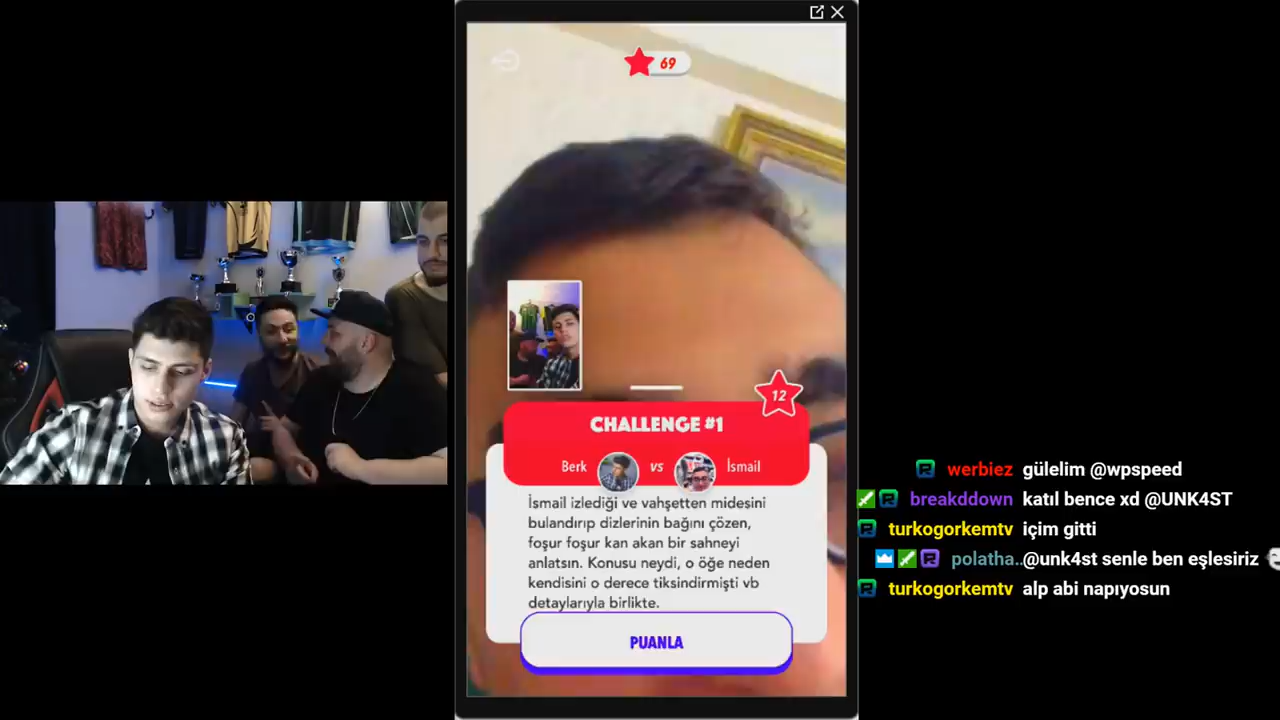 69
12
CHALLENGE #1
Berk vs İsmail
İsmail izlediği ve vahşetten midesini
bulandırıp dizlerinin bağını çözen,
foşur foşur kan akan bir sahneyi
anlatsın. Konusu neydi, o öğe neden
kendisini o derece tiksindirmişti vb
detaylarıyla birlikte.
PUANLA
werbiez gülelim @wpspeed
breakddown katıl bence xd @UNK4ST
turkogorkemtv içim gitti
polatha..@unk4st senle ben eşlesiriz
turkogorkemtv alp abi napıyosun